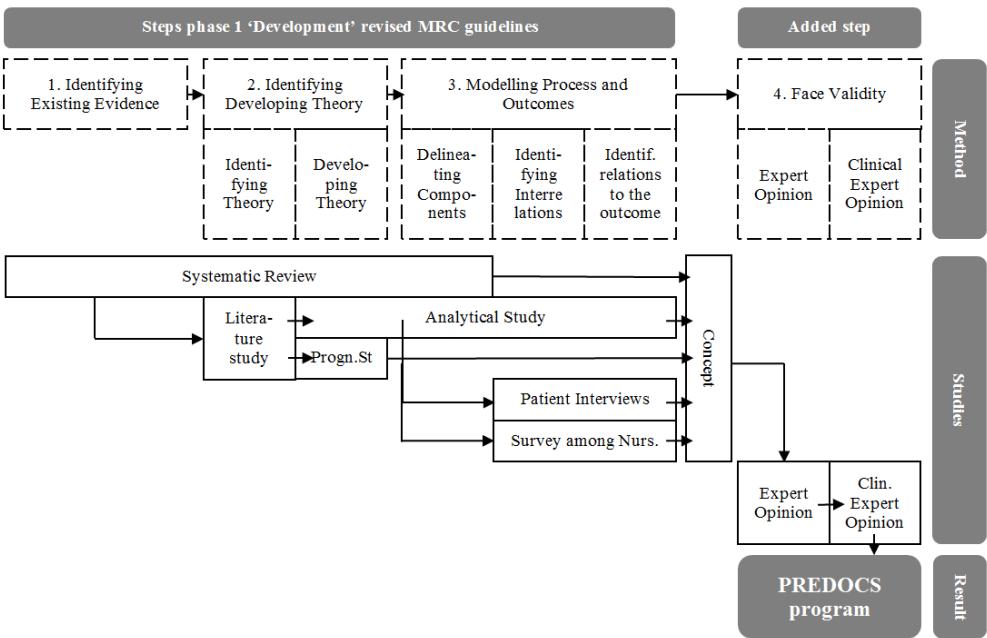 Steps phase 1 ‘Development’ revised MRC guidelines
Added step
1. Identifying
Existing Evidence
2. Identifying
Developing Theory
3. Modelling Process and
Outcomes
4. Face Validity
Method
Identi-
fying
Theory
Develo-
ping
Theory
Delinea-
ting
Compo-
nents
Identi-
fying
Interre
lations
Identif.
relations
to the
outcome
Expert
Opinion
Clinical
Expert
Opinion
Systematic Review
Litera-
ture
study
Analytical Study
Progn.St
Concept
Patient Interviews
Survey among Nurs.
Studies
Expert
Opinion
Clin.
Expert
Opinion
PREDOCS
program
Result